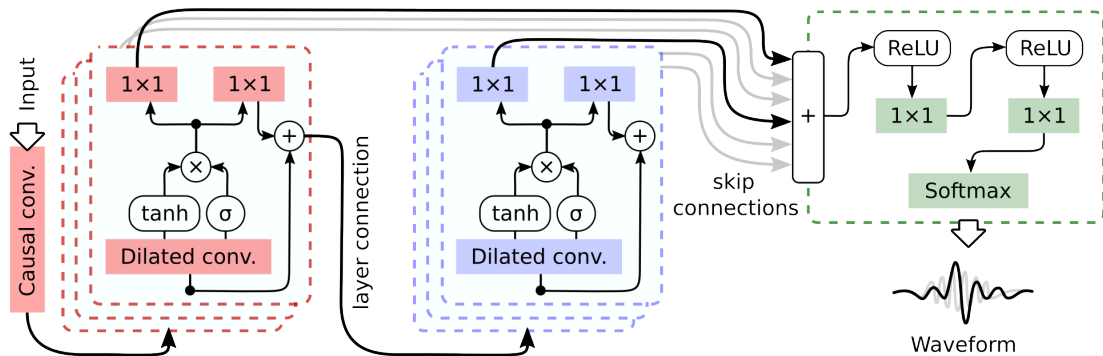 Input
Causal conv.
1×1
1×1
+
×
tanh
σ
Dilated conv.
layer connection
1×1
1×1
+
×
tanh
σ
Dilated conv.
skip
connections
+
ReLU
1×1
ReLU
1×1
Softmax
Waveform